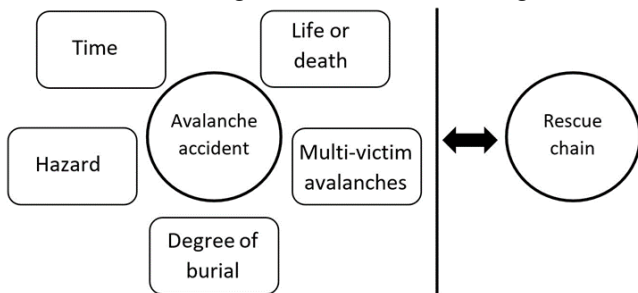 Time
Life or
death
Avalanche
accident
Hazard
Multi-victim
avalanches
Degree of
burial
Rescue
chain